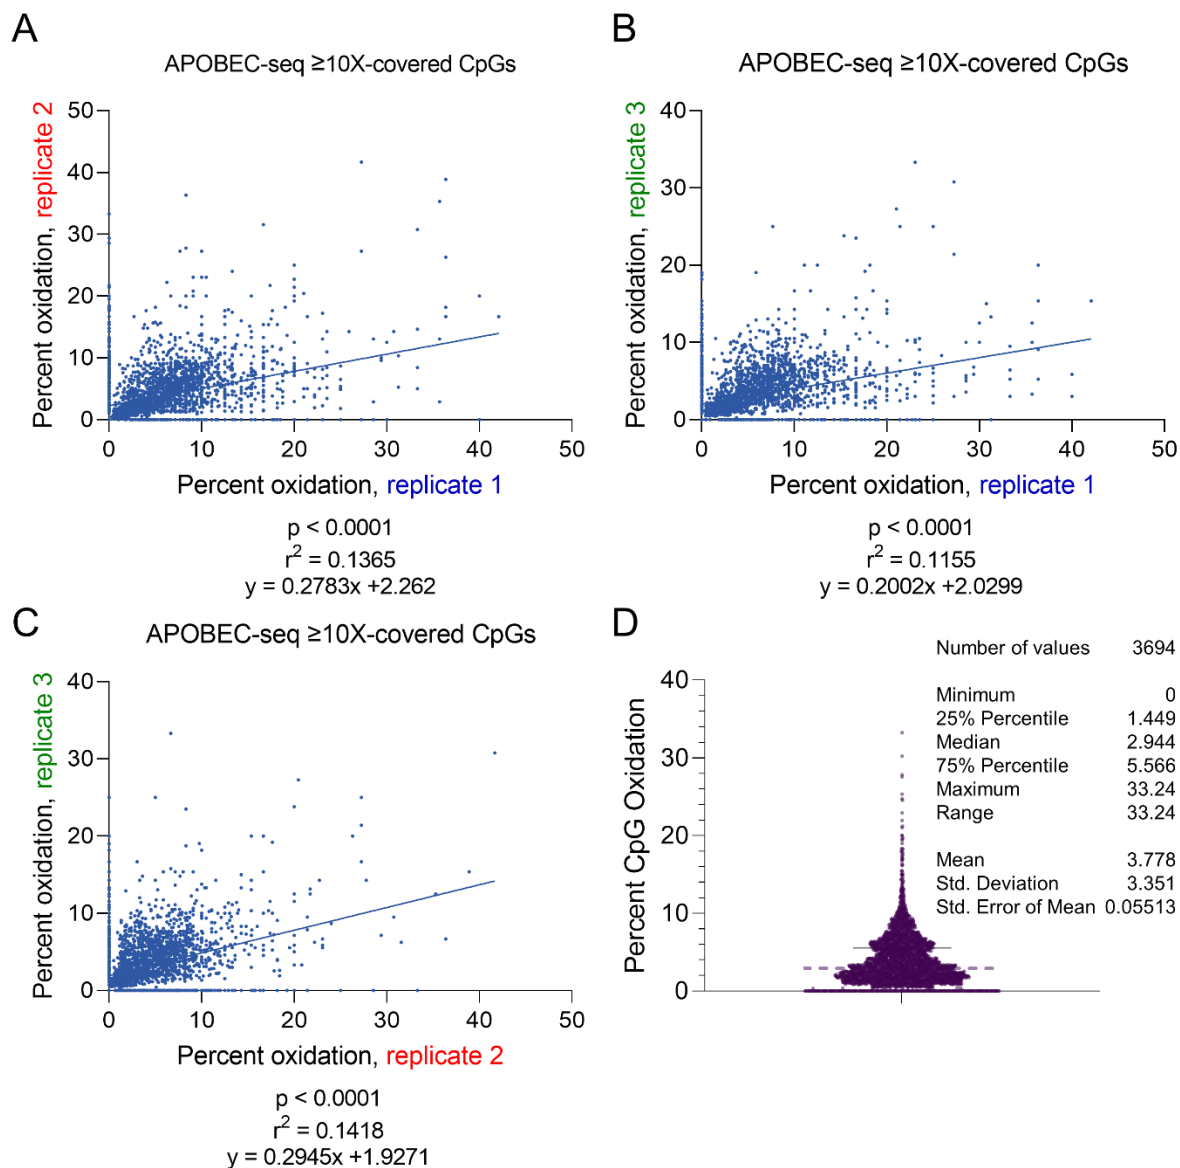 A
APOBEC-seq ≥10X-covered CpGs
Percent oxidation, replicate 2
50
40
30
20
10
0
0 10 20 30 40 50
Percent oxidation, replicate 1
p < 0.0001
r² = 0.1365
y = 0.2783x +2.262
B
APOBEC-seq ≥10X-covered CpGs
Percent oxidation, replicate 3
40
30
20
10
0
0 10 20 30 40 50
Percent oxidation, replicate 1
p < 0.0001
r² = 0.1155
y = 0.2002x +2.0299
C
APOBEC-seq ≥10X-covered CpGs
Percent oxidation, replicate 3
40
30
20
10
0
0 10 20 30 40 50
Percent oxidation, replicate 2
p < 0.0001
r² = 0.1418
y = 0.2945x +1.9271
D
Percent CpG Oxidation
40
30
20
10
0
Number of values 3694
Minimum 0
25% Percentile 1.449
Median 2.944
75% Percentile 5.566
Maximum 33.24
Range 33.24
Mean 3.778
Std. Deviation 3.351
Std. Error of Mean 0.05513